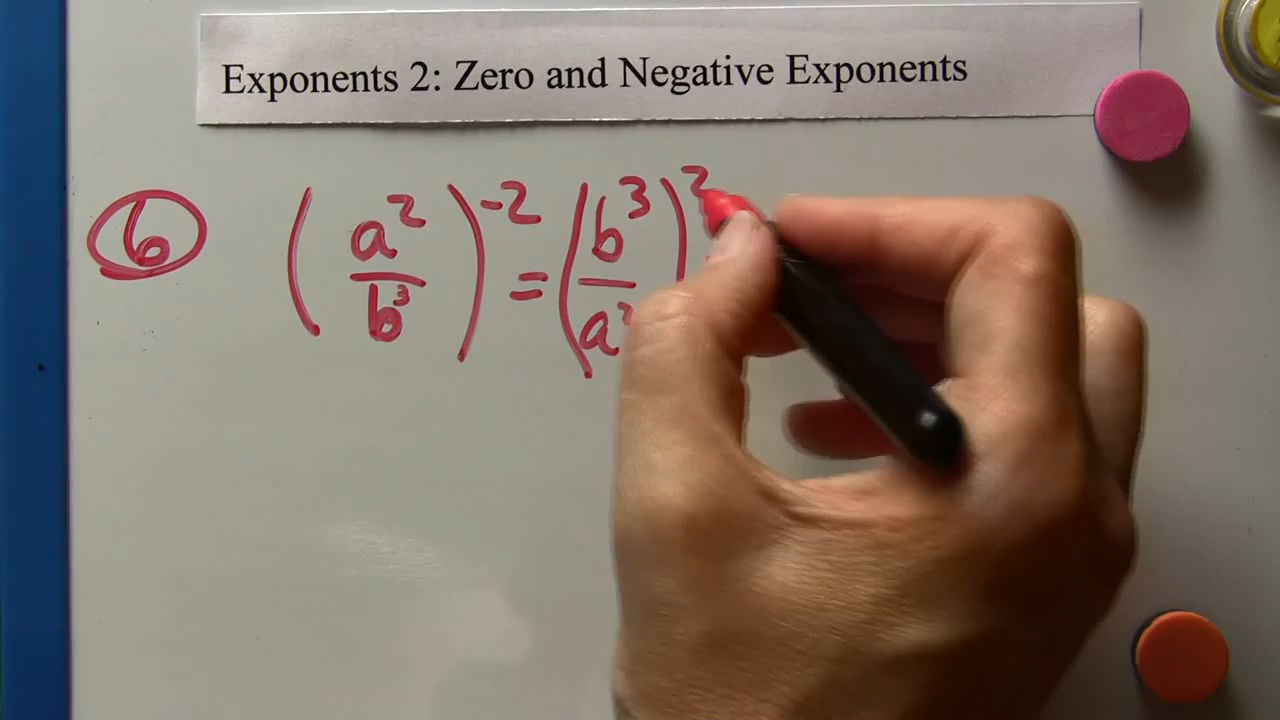 Exponents 2: Zero and Negative Exponents
6 (a² / b³)⁻² = (b³ / a²)²